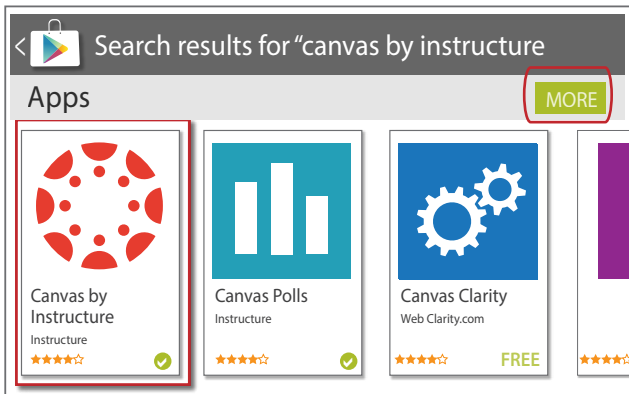 Search results for “canvas by instructure
Apps
MORE
Canvas by
Instructure
Instructure
Canvas Polls
Instructure
Canvas Clarity
Web Clarity.com
FREE